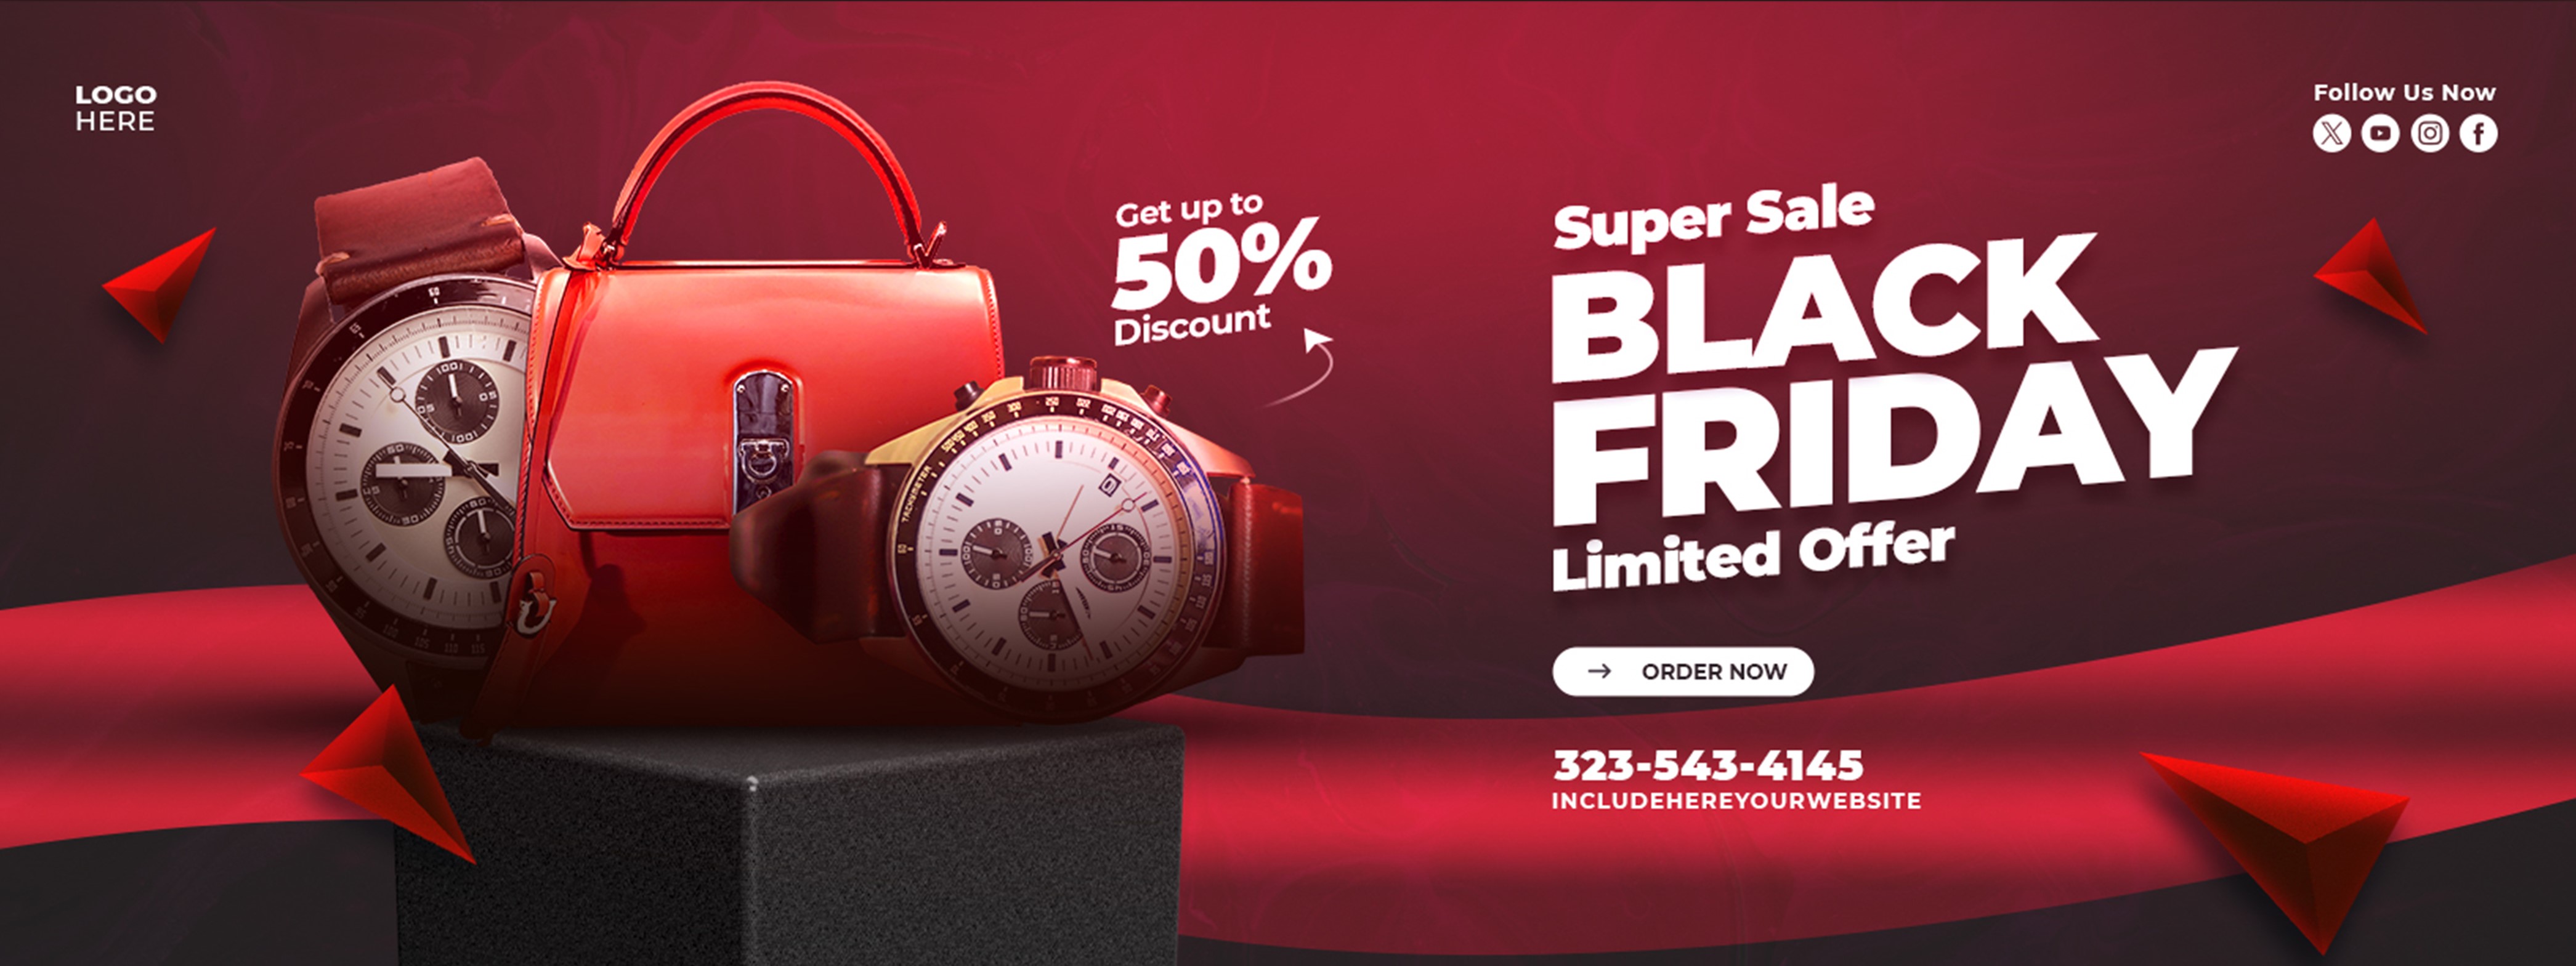 LOGO
HERE
Follow Us Now
Get up to
50%
Discount
Super Sale
BLACK
FRIDAY
Limited Offer
→ ORDER NOW
323-543-4145
INCLUDEHEREYOURWEBSITE
TACHYMETER